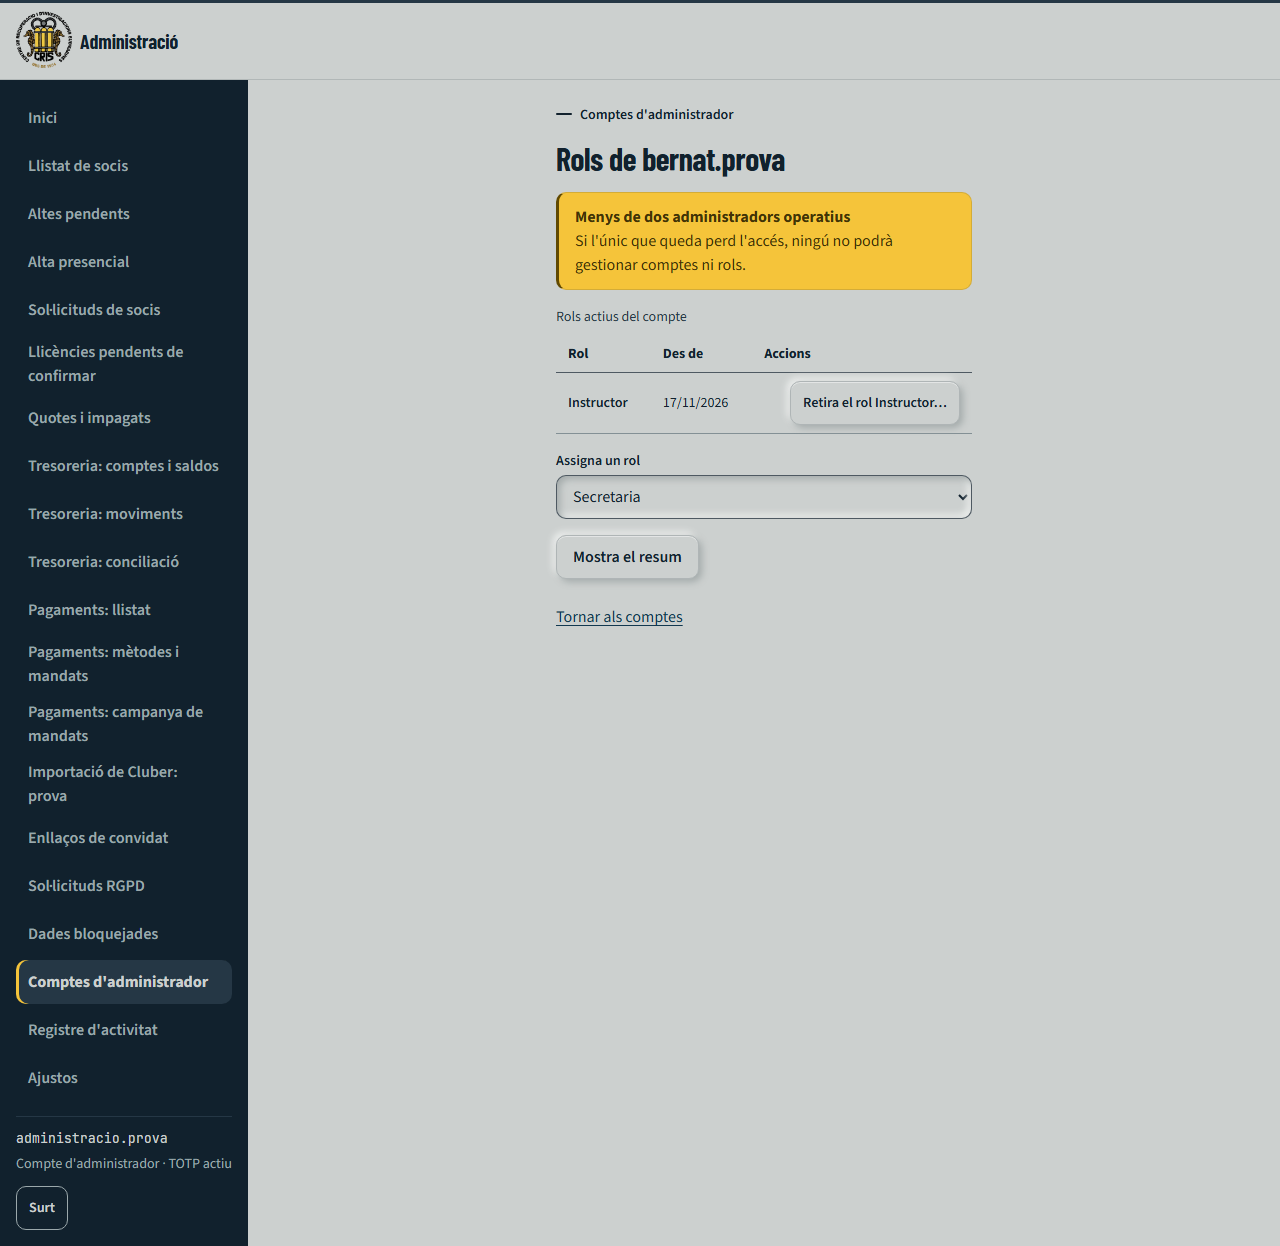 CRIS
Administració
Inici
Llistat de socis
Altes pendents
Alta presencial
Sol·licituds de socis
Llicències pendents de
confirmar
Quotes i impagats
Tresoreria: comptes i saldos
Tresoreria: moviments
Tresoreria: conciliació
Pagaments: llistat
Pagaments: mètodes i
mandats
Pagaments: campanya de
mandats
Importació de Cluber:
prova
Enllaços de convidat
Sol·licituds RGPD
Dades bloquejades
Comptes d'administrador
Registre d'activitat
Ajustos
administracio.prova
Compte d'administrador · TOTP actiu
Surt
Comptes d'administrador
Rols de bernat.prova
Menys de dos administradors operatius
Si l'únic que queda perd l'accés, ningú no podrà
gestionar comptes ni rols.
Rols actius del compte
Rol Des de Accions
Instructor 17/11/2026 Retira el rol Instructor…
Assigna un rol
Secretaria
Mostra el resum
Tornar als comptes